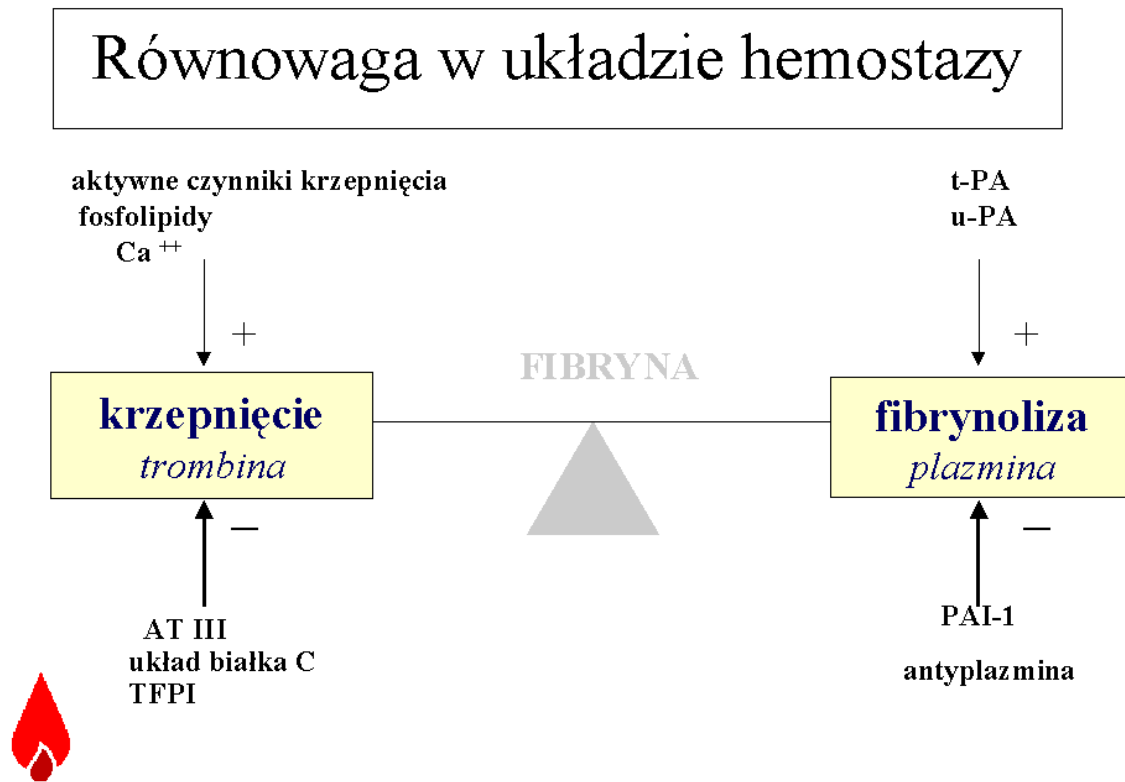 Równowaga w układzie hemostazy
aktywne czynniki krzepnięcia
fosfolipidy
Ca ++
t-PA
u-PA
+
+
FIBRYNA
krzepnięcie
trombina
fibrynoliza
plazmina
–
–
AT III
układ białka C
TFPI
PAI-1
antyplazmina